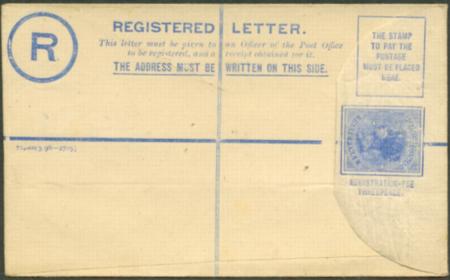 R
REGISTERED LETTER.
This letter must be given to an Officer of the Post Office
to be registered, and a receipt obtained for it.
THE ADDRESS MUST BE WRITTEN ON THIS SIDE.
THE STAMP
TO PAY THE
POSTAGE
MUST BE PLACED
HERE.
REGISTRATION-FEE
THREEPENCE.